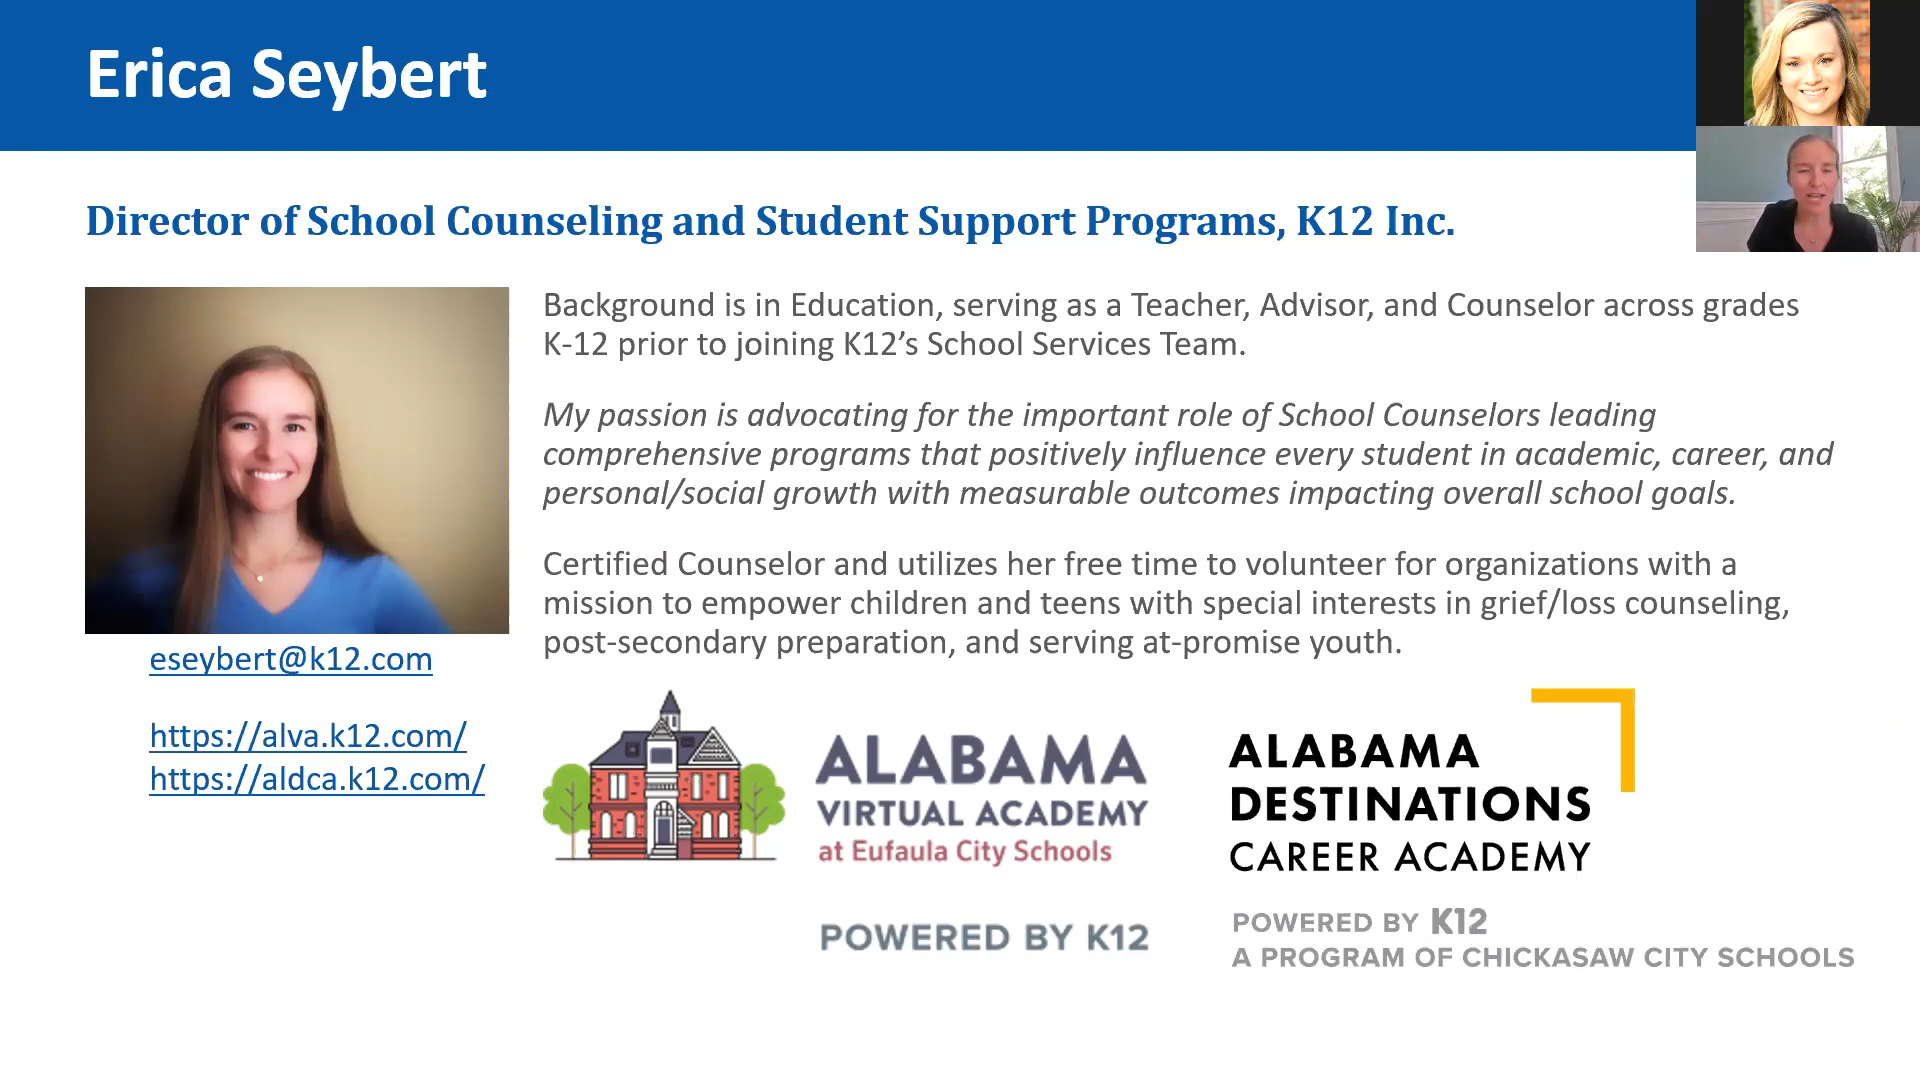 Erica Seybert
Director of School Counseling and Student Support Programs, K12 Inc.
Background is in Education, serving as a Teacher, Advisor, and Counselor across grades
K-12 prior to joining K12’s School Services Team.
My passion is advocating for the important role of School Counselors leading
comprehensive programs that positively influence every student in academic, career, and
personal/social growth with measurable outcomes impacting overall school goals.
Certified Counselor and utilizes her free time to volunteer for organizations with a
mission to empower children and teens with special interests in grief/loss counseling,
post-secondary preparation, and serving at-promise youth.
eseybert@k12.com
https://alva.k12.com/
https://aldca.k12.com/
ALABAMA
VIRTUAL ACADEMY
at Eufaula City Schools
POWERED BY K12
ALABAMA
DESTINATIONS
CAREER ACADEMY
POWERED BY K12
A PROGRAM OF CHICKASAW CITY SCHOOLS